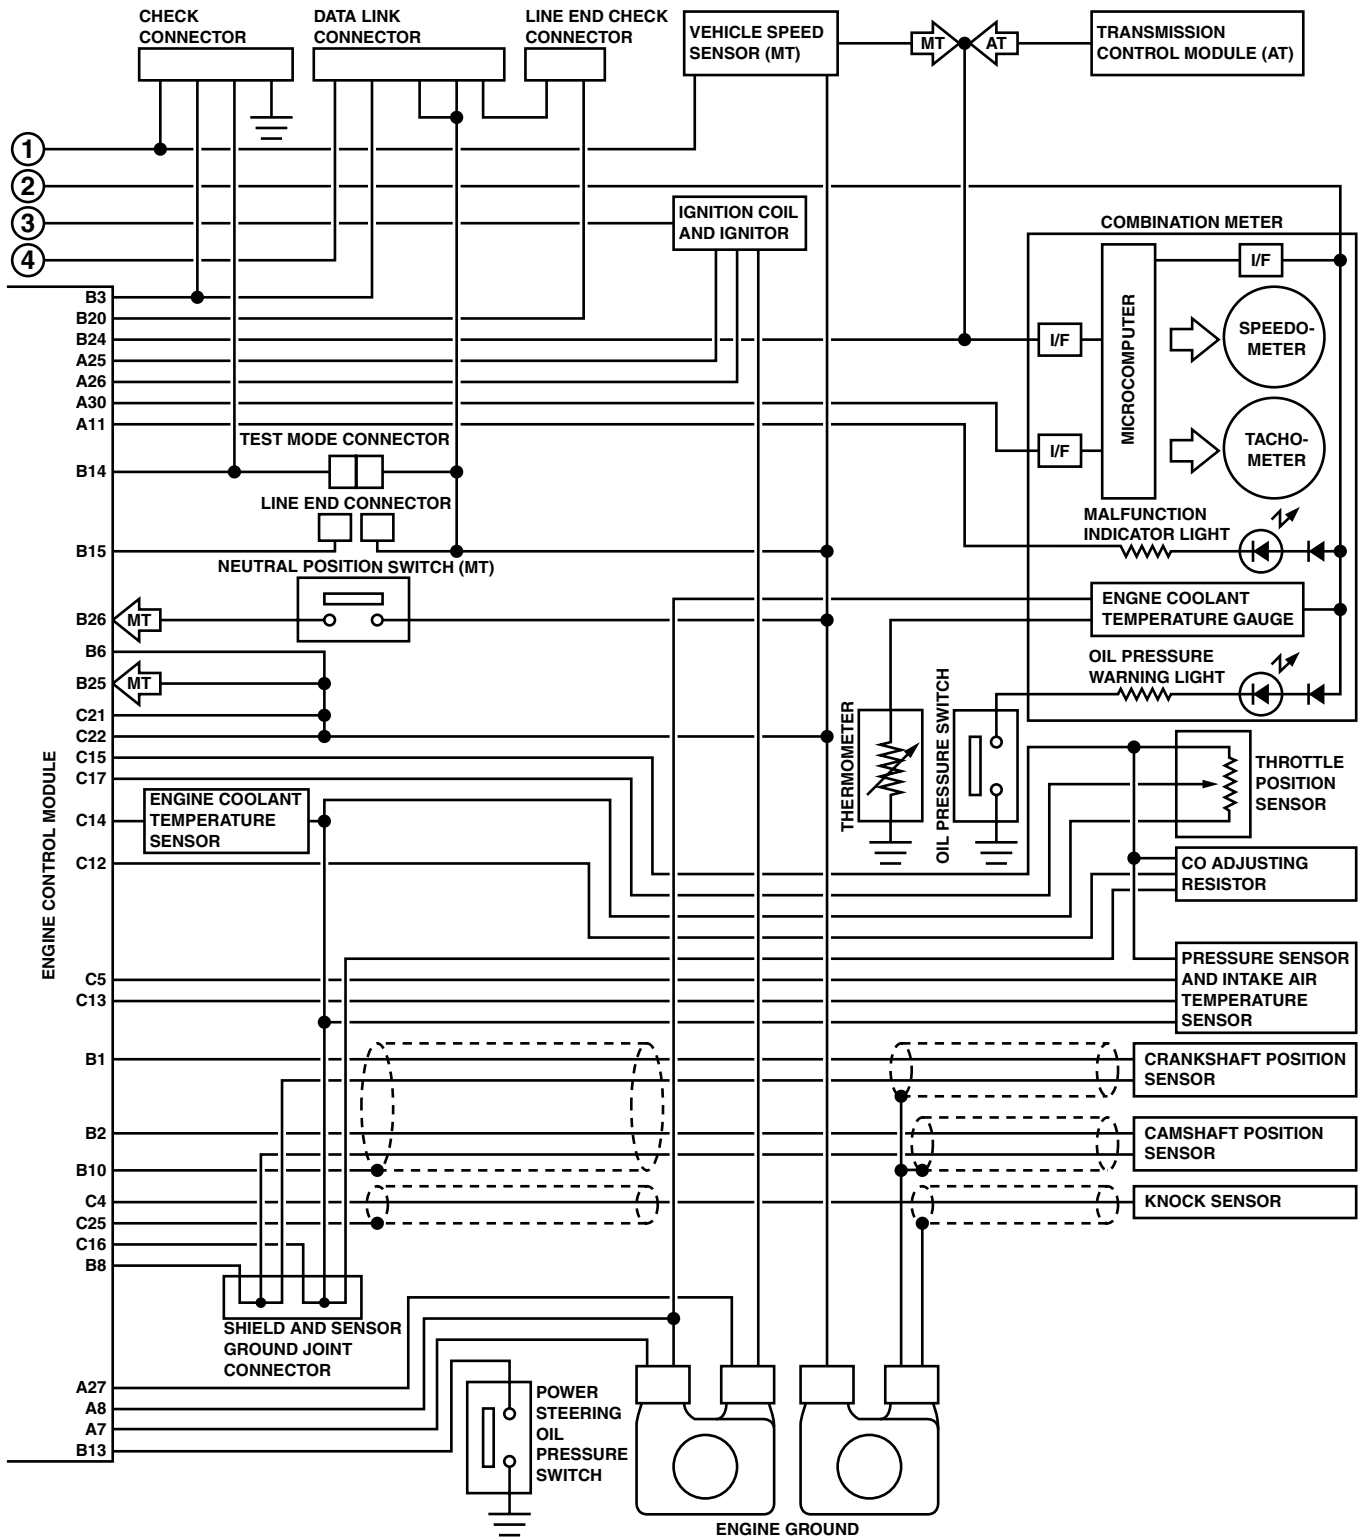 CHECK
CONNECTOR
DATA LINK
CONNECTOR
LINE END CHECK
CONNECTOR
VEHICLE SPEED
SENSOR (MT)
MT
AT
TRANSMISSION
CONTROL MODULE (AT)
1
2
3
4
IGNITION COIL
AND IGNITOR
COMBINATION METER
I/F
MICROCOMPUTER
SPEEDO-
METER
I/F
TACHO-
METER
I/F
MALFUNCTION
INDICATOR LIGHT
ENGNE COOLANT
TEMPERATURE GAUGE
OIL PRESSURE
WARNING LIGHT
B3
B20
B24
A25
A26
A30
A11
TEST MODE CONNECTOR
B14
LINE END CONNECTOR
B15
NEUTRAL POSITION SWITCH (MT)
B26
MT
B6
B25
MT
C21
C22
C15
C17
ENGINE CONTROL MODULE
ENGINE COOLANT
TEMPERATURE
SENSOR
C14
C12
THERMOMETER
OIL PRESSURE SWITCH
THROTTLE
POSITION
SENSOR
CO ADJUSTING
RESISTOR
C5
C13
PRESSURE SENSOR
AND INTAKE AIR
TEMPERATURE
SENSOR
B1
CRANKSHAFT POSITION
SENSOR
B2
CAMSHAFT POSITION
SENSOR
B10
C4
KNOCK SENSOR
C25
C16
B8
SHIELD AND SENSOR
GROUND JOINT
CONNECTOR
A27
A8
A7
B13
POWER
STEERING
OIL
PRESSURE
SWITCH
ENGINE GROUND